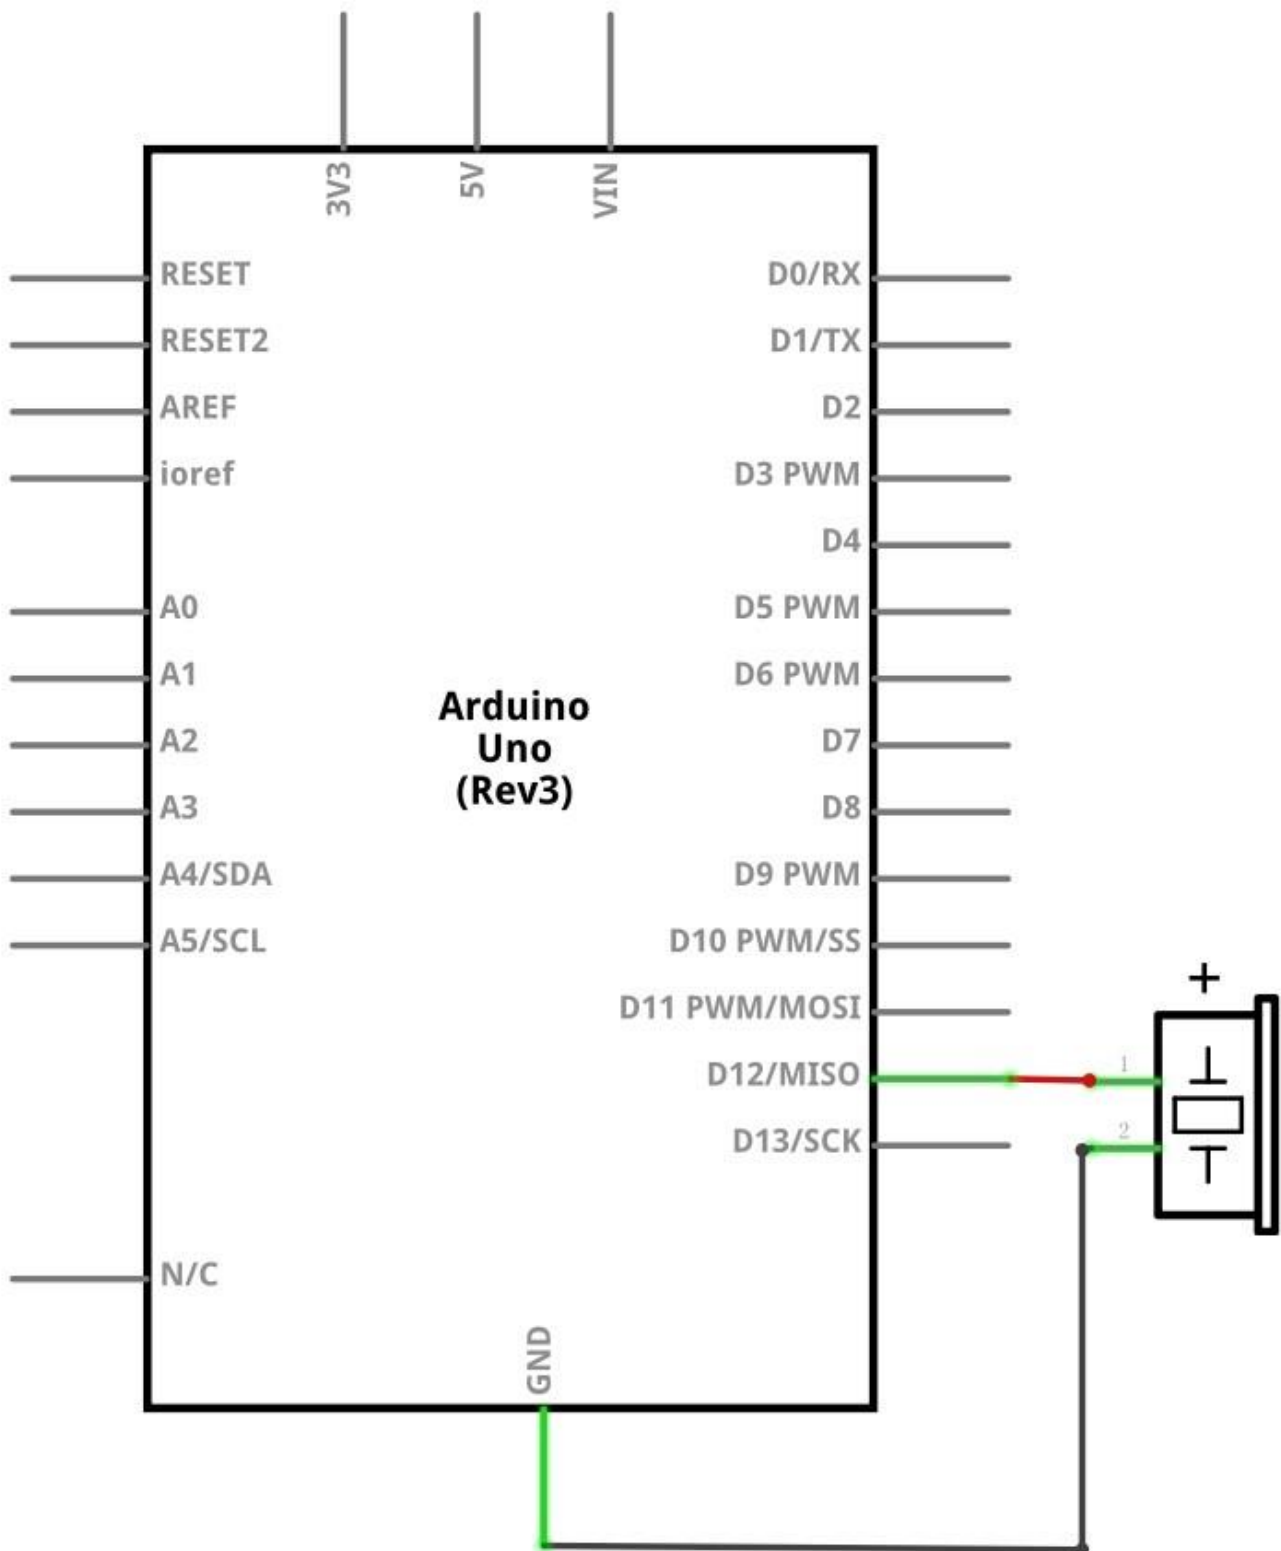 3V3
5V
VIN
RESET
RESET2
AREF
ioref
A0
A1
A2
A3
A4/SDA
A5/SCL
N/C
Arduino
Uno
(Rev3)
D0/RX
D1/TX
D2
D3 PWM
D4
D5 PWM
D6 PWM
D7
D8
D9 PWM
D10 PWM/SS
D11 PWM/MOSI
D12/MISO
D13/SCK
GND
+
1
2